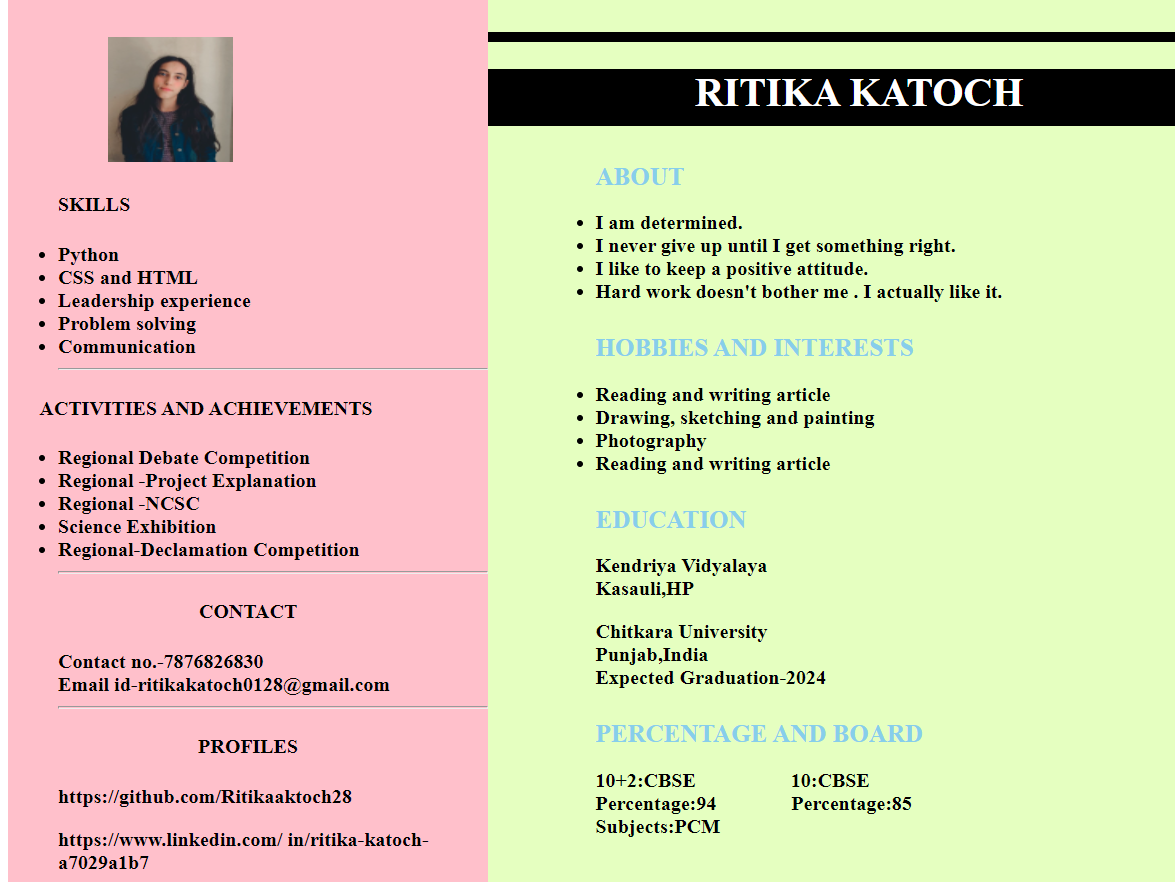 SKILLS
Python
CSS and HTML
Leadership experience
Problem solving
Communication
ACTIVITIES AND ACHIEVEMENTS
Regional Debate Competition
Regional -Project Explanation
Regional -NCSC
Science Exhibition
Regional-Declamation Competition
CONTACT
Contact no.-7876826830
Email id-ritikakatoch0128@gmail.com
PROFILES
https://github.com/Ritikaaktoch28
https://www.linkedin.com/ in/ritika-katoch-
a7029a1b7
RITIKA KATOCH
ABOUT
I am determined.
I never give up until I get something right.
I like to keep a positive attitude.
Hard work doesn't bother me . I actually like it.
HOBBIES AND INTERESTS
Reading and writing article
Drawing, sketching and painting
Photography
Reading and writing article
EDUCATION
Kendriya Vidyalaya
Kasauli,HP
Chitkara University
Punjab,India
Expected Graduation-2024
PERCENTAGE AND BOARD
10+2:CBSE
Percentage:94
Subjects:PCM
10:CBSE
Percentage:85